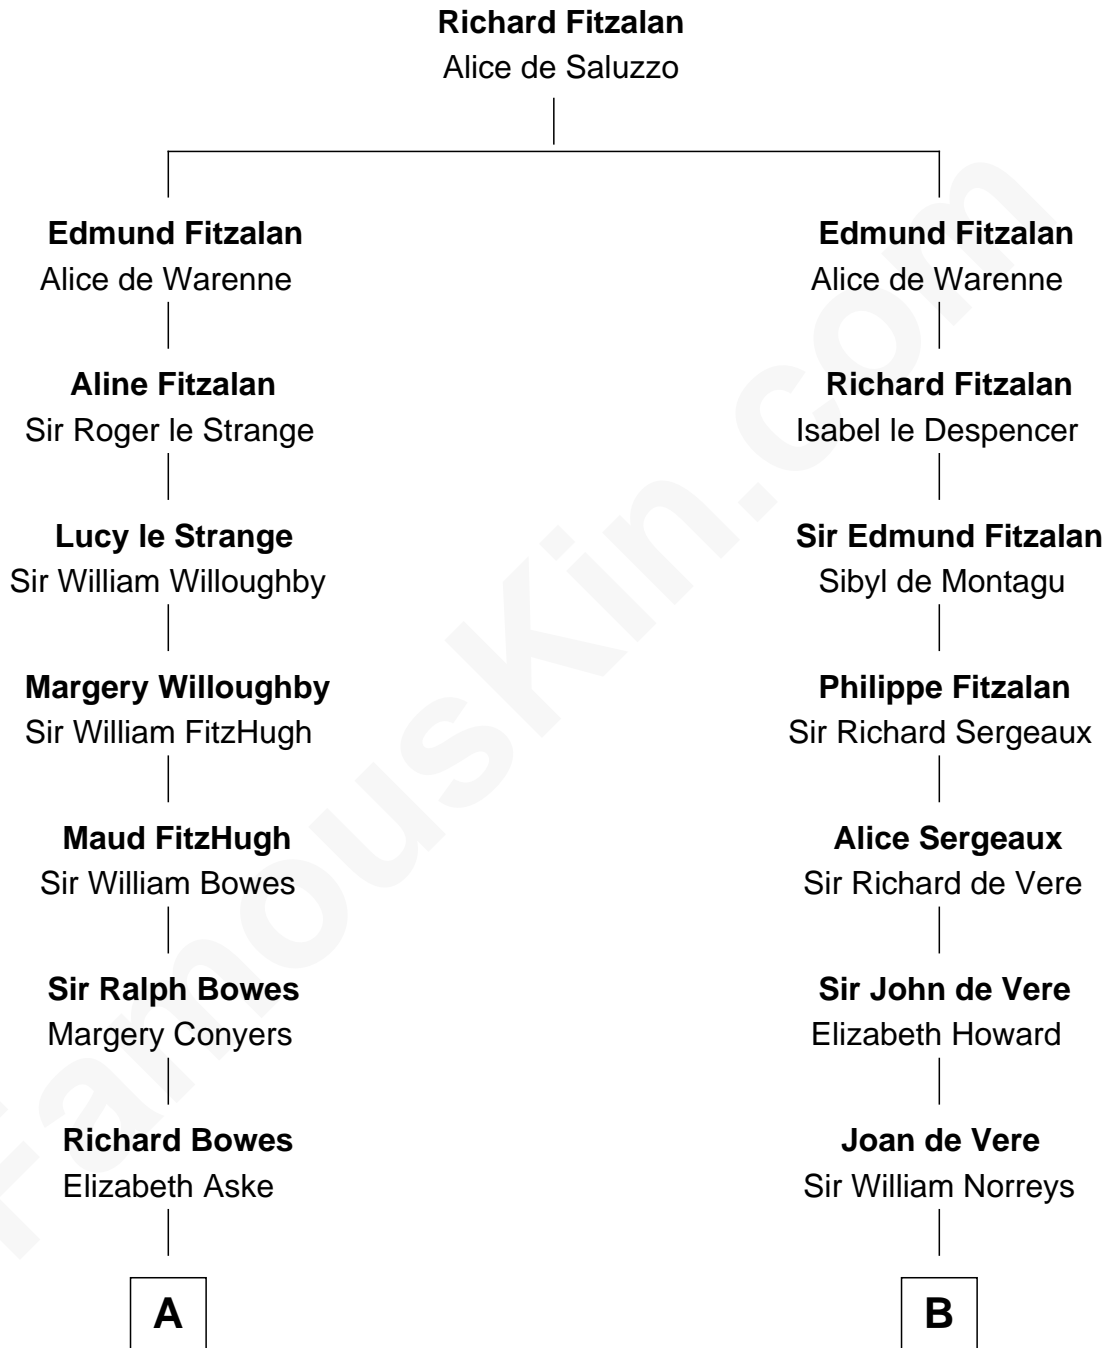 Richard Fitzalan
Alice de Saluzzo
Edmund Fitzalan
Alice de Warenne
Edmund Fitzalan
Alice de Warenne
Aline Fitzalan
Sir Roger le Strange
Richard Fitzalan
Isabel le Despencer
Lucy le Strange
Sir William Willoughby
Sir Edmund Fitzalan
Sibyl de Montagu
Margery Willoughby
Sir William FitzHugh
Philippe Fitzalan
Sir Richard Sergeaux
Maud FitzHugh
Sir William Bowes
Alice Sergeaux
Sir Richard de Vere
Sir Ralph Bowes
Margery Conyers
Sir John de Vere
Elizabeth Howard
Richard Bowes
Elizabeth Aske
Joan de Vere
Sir William Norreys
A
B
FamousKin.com